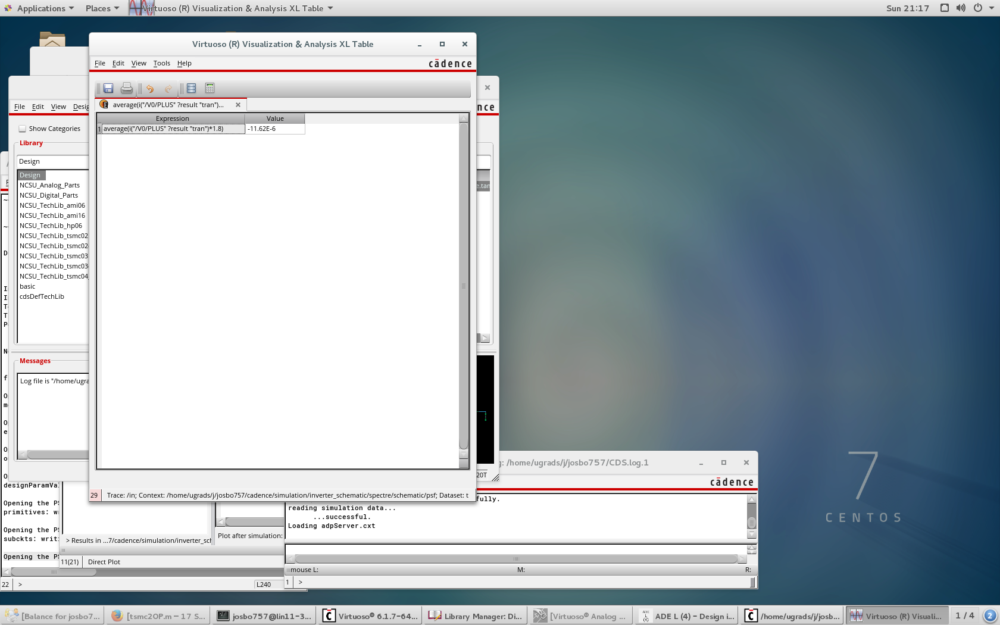 Applications Places Virtuoso (R) Visualization & Analysis XL Table Sun 21:17
Virtuoso (R) Visualization & Analysis XL Table
File Edit View Tools Help cādence
average(i("/V0/PLUS" ?result "tran")...
Expression Value
1 average(i("/V0/PLUS" ?result "tran")*1.8) -11.62E-6
29 Trace: /in; Context: /home/ugrads/j/josbo757/cadence/simulation/inverter_schematic/spectre/schematic/psf; Dataset: t
File Edit View Desig nce
Show Categories
Library
Design
Design
NCSU_Analog_Parts
NCSU_Digital_Parts
NCSU_TechLib_ami06
NCSU_TechLib_ami16
NCSU_TechLib_hp06
NCSU_TechLib_tsmc02
NCSU_TechLib_tsmc02
NCSU_TechLib_tsmc03
NCSU_TechLib_tsmc03
NCSU_TechLib_tsmc04
basic
cdsDefTechLib
Messages
Log file is "/home/ugra
e.tan
20T
designParamVal
Opening the PS
primitives: wr
Opening the PS
subckts: writi
Opening the PS
22 >
L240
> Results in ...7/cadence/simulation/inverter_sch
11(21) Direct Plot
Plot after simulation:
g: /home/ugrads/j/josbo757/CDS.log.1
cādence
fully.
reading simulation data...
...successful.
Loading adpServer.cxt
mouse L: M: R:
1 >
7
CENTOS
[Balance for josbo7... [tsmc20P.m – 17 S... josbo757@lin11-3... Virtuoso® 6.1.7-64... Library Manager: Di... [Virtuoso® Analog ... ADE L (4) - Design i... /home/ugrads/j/josb... Virtuoso (R) Visuali... 1 / 4 2